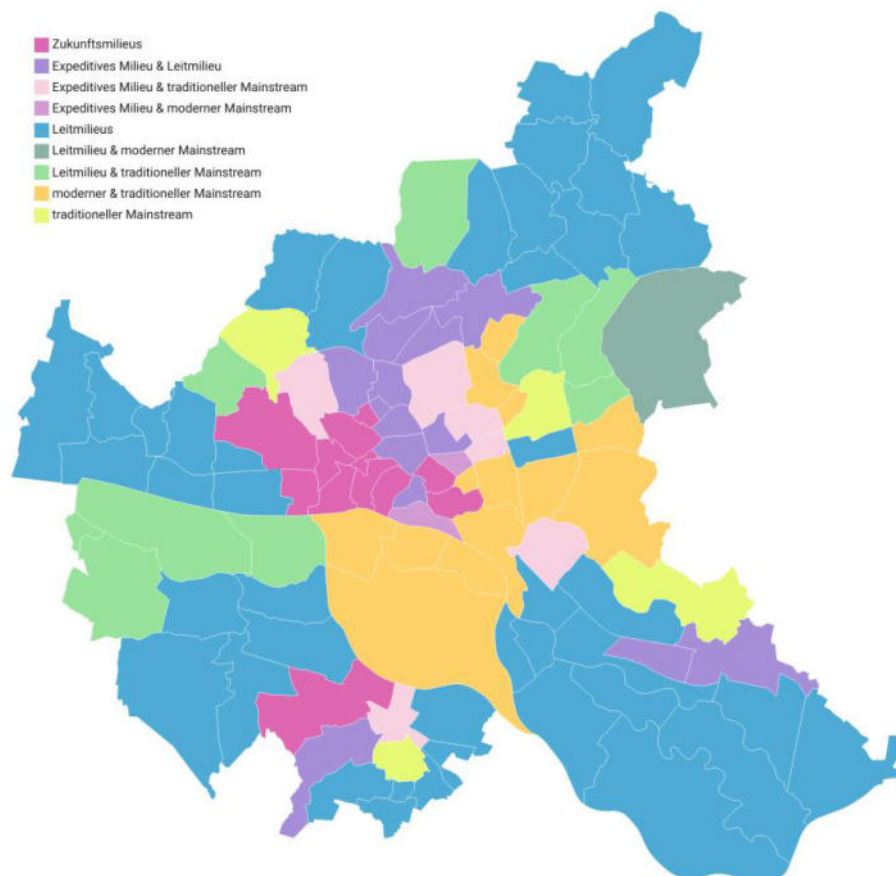 Zukunftsmilieus
Expeditives Milieu & Leitmilieu
Expeditives Milieu & traditioneller Mainstream
Expeditives Milieu & moderner Mainstream
Leitmilieus
Leitmilieu & moderner Mainstream
Leitmilieu & traditioneller Mainstream
moderner & traditioneller Mainstream
traditioneller Mainstream